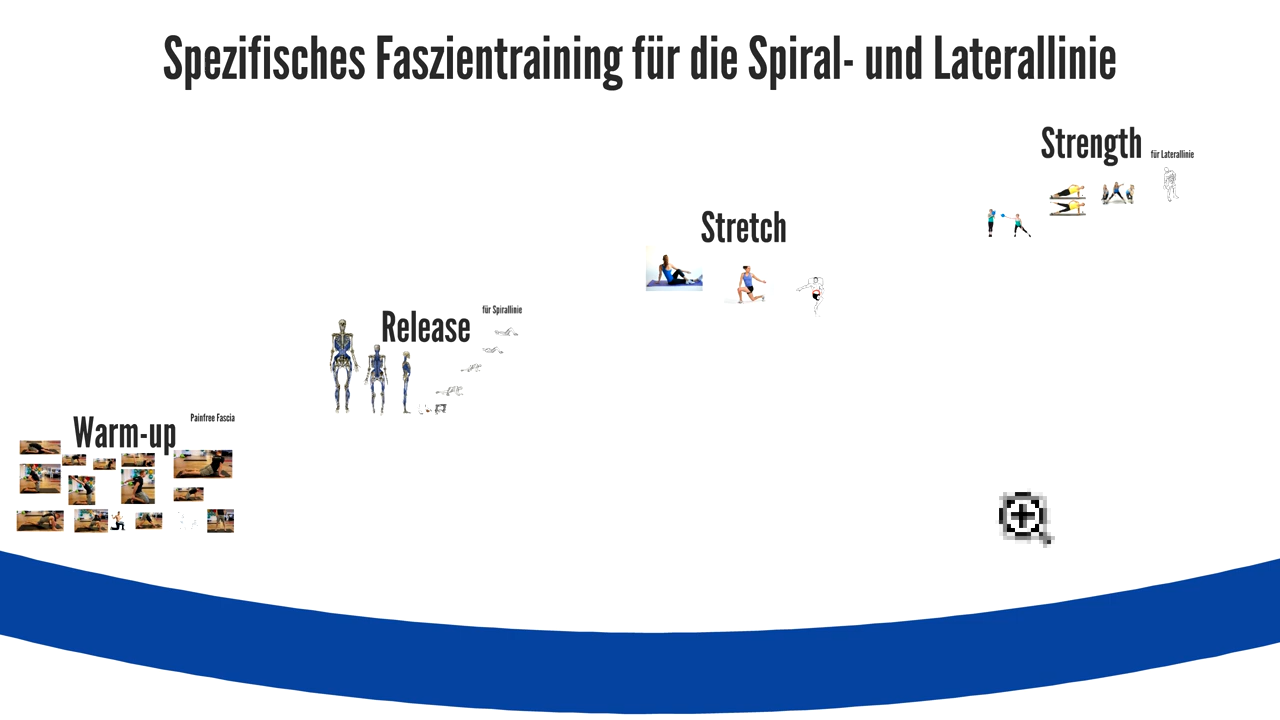 Spezifisches Faszientraining für die Spiral- und Laterallinie
Strength
für Laterallinie
Stretch
Release
für Spirallinie
Warm-up
Painfree Fascia